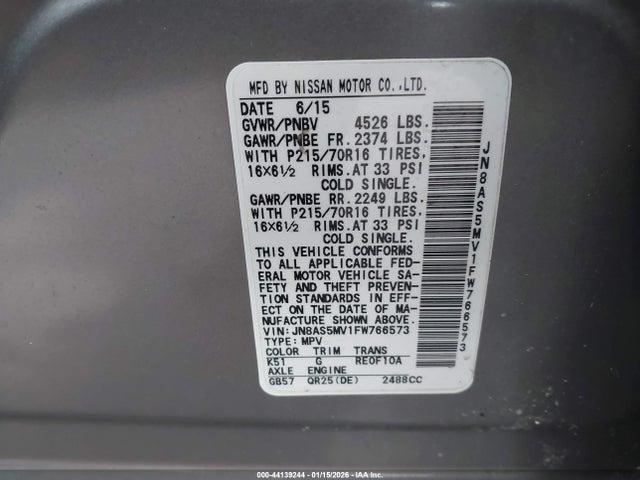 MFD BY NISSAN MOTOR CO.,LTD.
DATE 6/15
GVWR/PNBV 4526 LBS.
GAWR/PNBE FR. 2374 LBS.
WITH P215/70R16 TIRES,
16X6½ RIMS.AT 33 PSI
COLD SINGLE.
GAWR/PNBE RR. 2249 LBS.
WITH P215/70R16 TIRES,
16X6½ RIMS.AT 33 PSI
COLD SINGLE.
THIS VEHICLE CONFORMS
TO ALL APPLICABLE FED-
ERAL MOTOR VEHICLE SA-
FETY AND THEFT PREVEN-
TION STANDARDS IN EFF-
ECT ON THE DATE OF M-
ANUFACTURE SHOWN ABOVE.
VIN:JN8AS5MV1FW766573
TYPE:MPV
COLOR TRIM TRANS
K51 G RE0F10A
AXLE ENGINE
GB57 QR25(DE) 2488CC
JN8AS5MV1FW766573
000-44139244 - 01/15/2026 - IAA, Inc.